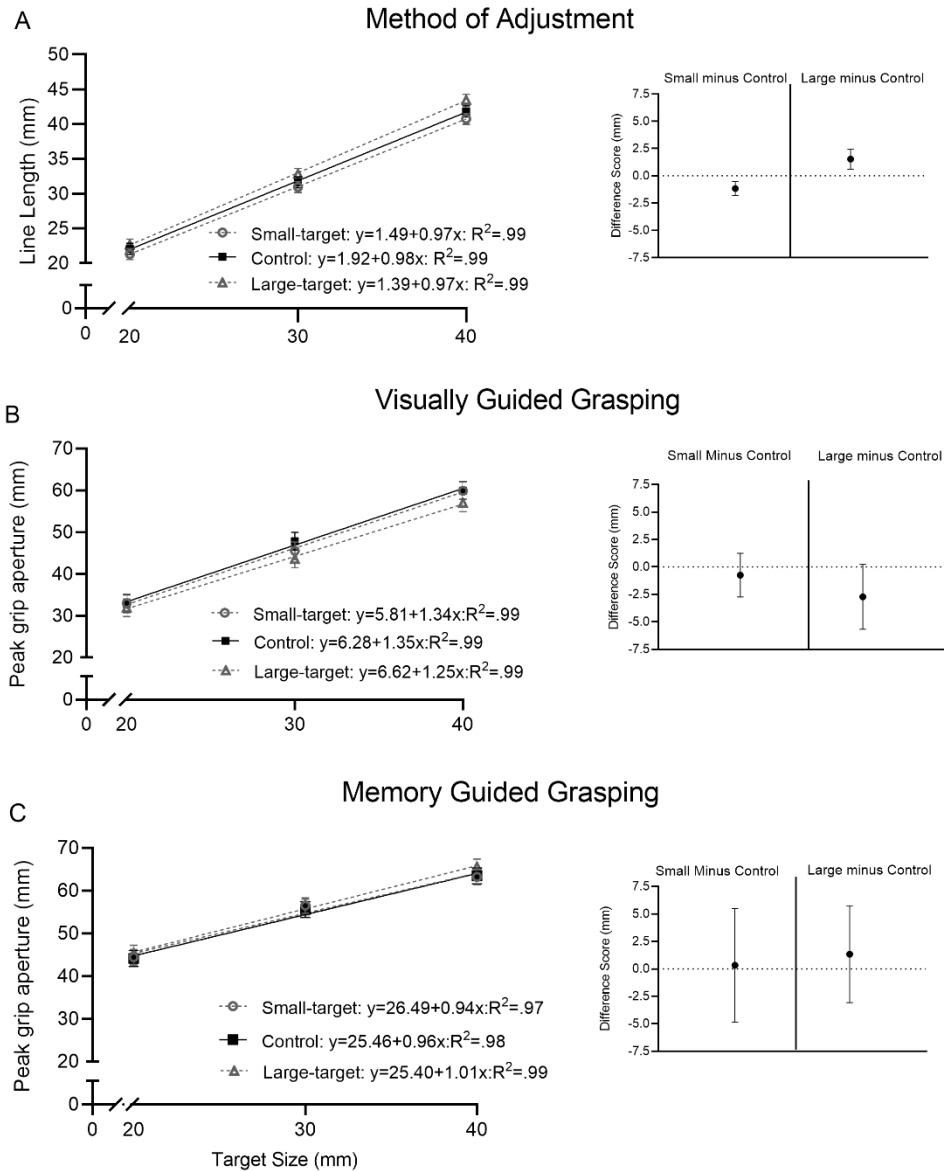 A
Method of Adjustment
Line Length (mm)
50
45
40
35
30
25
20
0
0
20
30
40
Small-target: y=1.49+0.97x: R²=.99
Control: y=1.92+0.98x: R²=.99
Large-target: y=1.39+0.97x: R²=.99
Small minus Control
Large minus Control
Difference Score (mm)
7.5
5.0
2.5
0.0
-2.5
-5.0
-7.5
B
Visually Guided Grasping
Peak grip aperture (mm)
70
60
50
40
30
20
0
0
20
30
40
Small-target: y=5.81+1.34x:R²=.99
Control: y=6.28+1.35x:R²=.99
Large-target: y=6.62+1.25x:R²=.99
Small Minus Control
Large minus Control
Difference Score (mm)
7.5
5.0
2.5
0.0
-2.5
-5.0
-7.5
C
Memory Guided Grasping
Peak grip aperture (mm)
70
60
50
40
30
20
0
0
20
30
40
Target Size (mm)
Small-target: y=26.49+0.94x:R²=.97
Control: y=25.46+0.96x:R²=.98
Large-target: y=25.40+1.01x:R²=.99
Small Minus Control
Large minus Control
Difference Score (mm)
7.5
5.0
2.5
0.0
-2.5
-5.0
-7.5